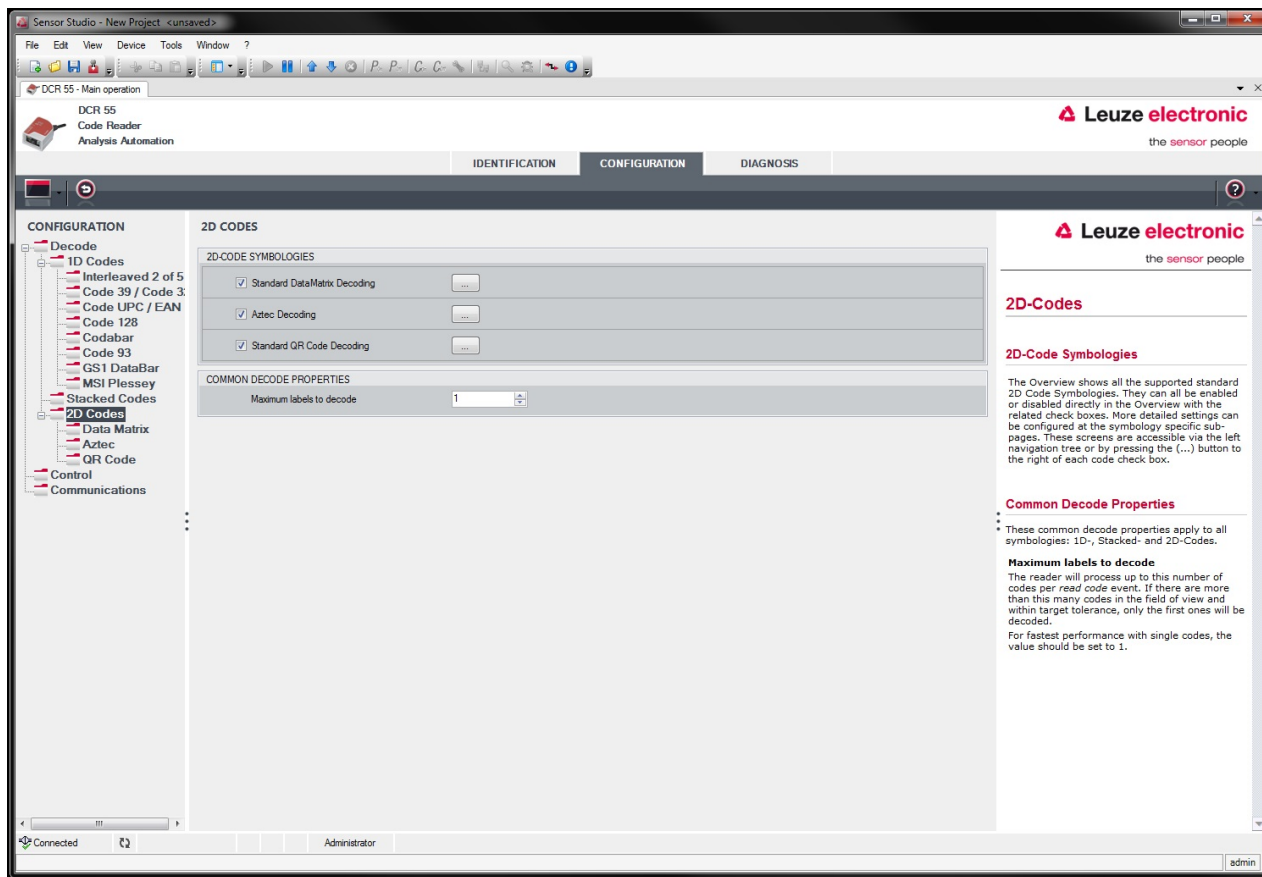 Sensor Studio - New Project <unsaved>
File Edit View Device Tools Window ?
DCR 55 - Main operation
DCR 55
Code Reader
Analysis Automation
Leuze electronic
the sensor people
IDENTIFICATION CONFIGURATION DIAGNOSIS
CONFIGURATION
Decode
1D Codes
Interleaved 2 of 5
Code 39 / Code 3
Code UPC / EAN
Code 128
Codabar
Code 93
GS1 DataBar
MSI Plessey
Stacked Codes
2D Codes
Data Matrix
Aztec
QR Code
Control
Communications
2D CODES
2D-CODE SYMBOLOGIES
Standard DataMatrix Decoding ...
Aztec Decoding ...
Standard QR Code Decoding ...
COMMON DECODE PROPERTIES
Maximum labels to decode 1
Leuze electronic
the sensor people
2D-Codes
2D-Code Symbologies
The Overview shows all the supported standard
2D Code Symbologies. They can all be enabled
or disabled directly in the Overview with the
related check boxes. More detailed settings can
be configured at the symbology specific sub-
pages. These screens are accessible via the left
navigation tree or by pressing the (...) button to
the right of each code check box.
Common Decode Properties
These common decode properties apply to all
symbologies: 1D-, Stacked- and 2D-Codes.
Maximum labels to decode
The reader will process up to this number of
codes per read code event. If there are more
than this many codes in the field of view and
within target tolerance, only the first ones will be
decoded.
For fastest performance with single codes, the
value should be set to 1.
Connected
Administrator
admin